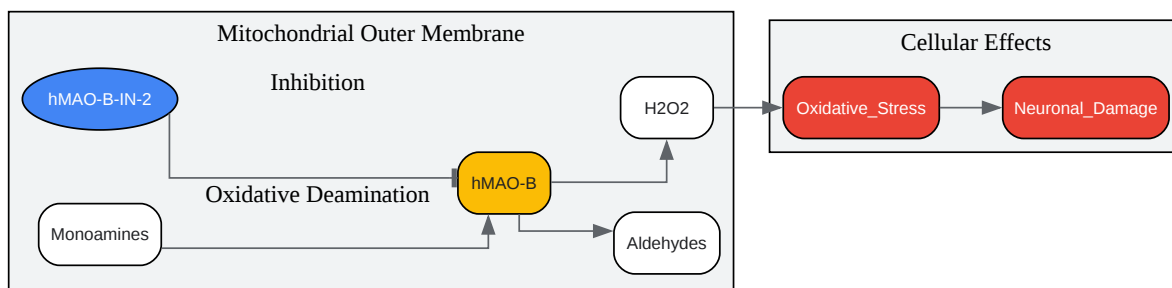 Mitochondrial Outer Membrane
Cellular Effects
Inhibition
hMAO-B-IN-2
H2O2
Oxidative_Stress
Neuronal_Damage
hMAO-B
Oxidative Deamination
Monoamines
Aldehydes